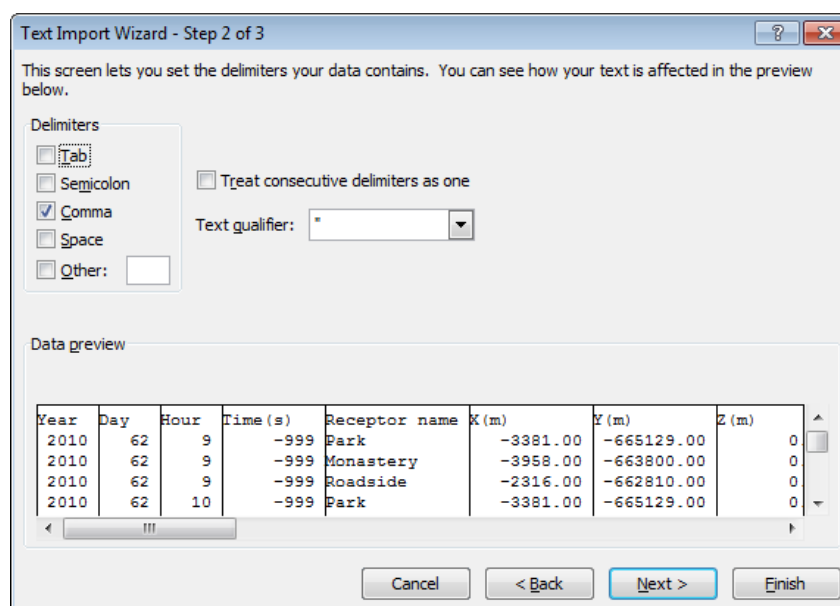 Text Import Wizard - Step 2 of 3
This screen lets you set the delimiters your data contains. You can see how your text is affected in the preview
below.
Delimiters
Tab
Semicolon
Comma
Space
Other:
Treat consecutive delimiters as one
Text qualifier: "
Data preview
Year Day Hour Time(s) Receptor name X(m) Y(m) Z(m)
2010 62 9 -999 Park -3381.00 -665129.00 0.
2010 62 9 -999 Monastery -3958.00 -663800.00 0.
2010 62 9 -999 Roadside -2316.00 -662810.00 0.
2010 62 10 -999 Park -3381.00 -665129.00 0.
Cancel < Back Next > Finish